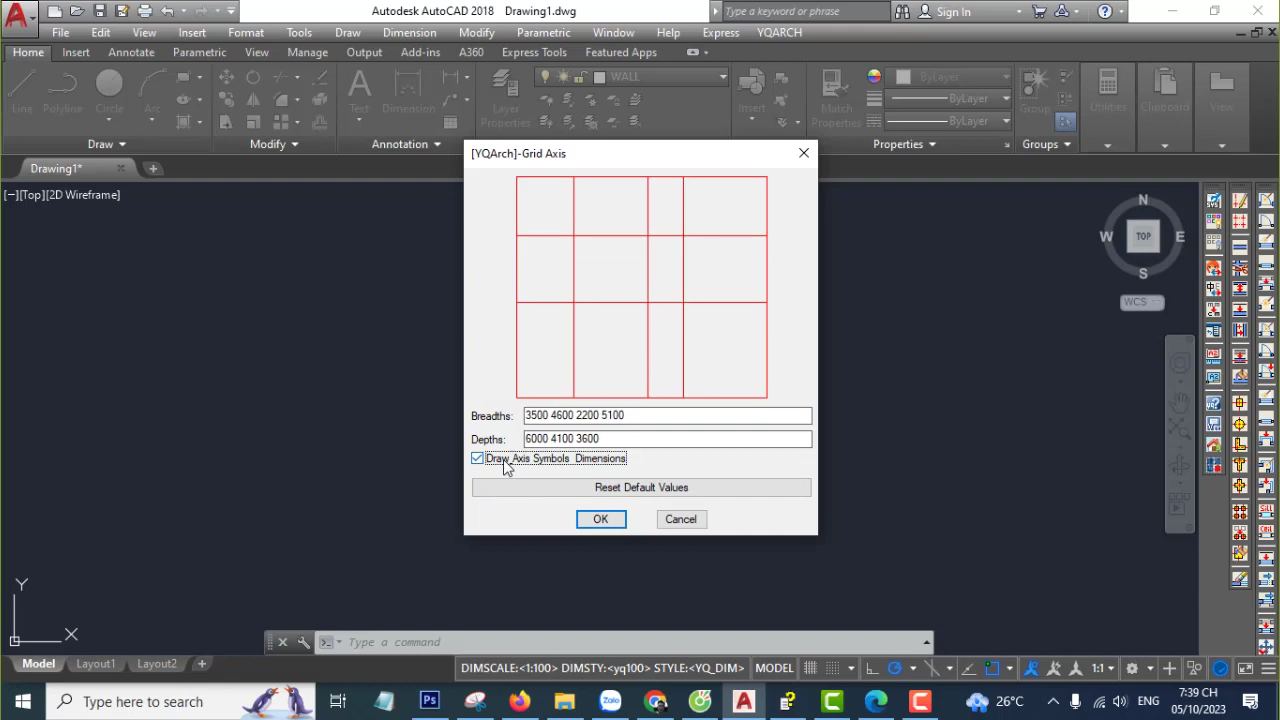 Autodesk AutoCAD 2018 Drawing1.dwg
Type a keyword or phrase
Sign In
File Edit View Insert Format Tools Draw Dimension Modify Parametric Window Help Express YQARCH
Home Insert Annotate Parametric View Manage Output Add-ins A360 Express Tools Featured Apps
WALL
ByLayer
ByLayer
ByLayer
Line Polyline Circle Arc
Text Dimension
Layer Properties
Insert
Match Properties
Group
Utilities
Clipboard
View
Draw Modify Annotation Properties Groups
Drawing1*
[−][Top][2D Wireframe]
[YQArch]-Grid Axis
Breadths: 3500 4600 2200 5100
Depths: 6000 4100 3600
Draw Axis Symbols Dimensions
Reset Default Values
OK Cancel
N
W TOP E
S
WCS
Y
X
Type a command
Model Layout1 Layout2
DIMSCALE:<1:100> DIMSTY:<yq100> STYLE:<YQ_DIM> MODEL 1:1
Type here to search
26°C
ENG
7:39 CH
05/10/2023